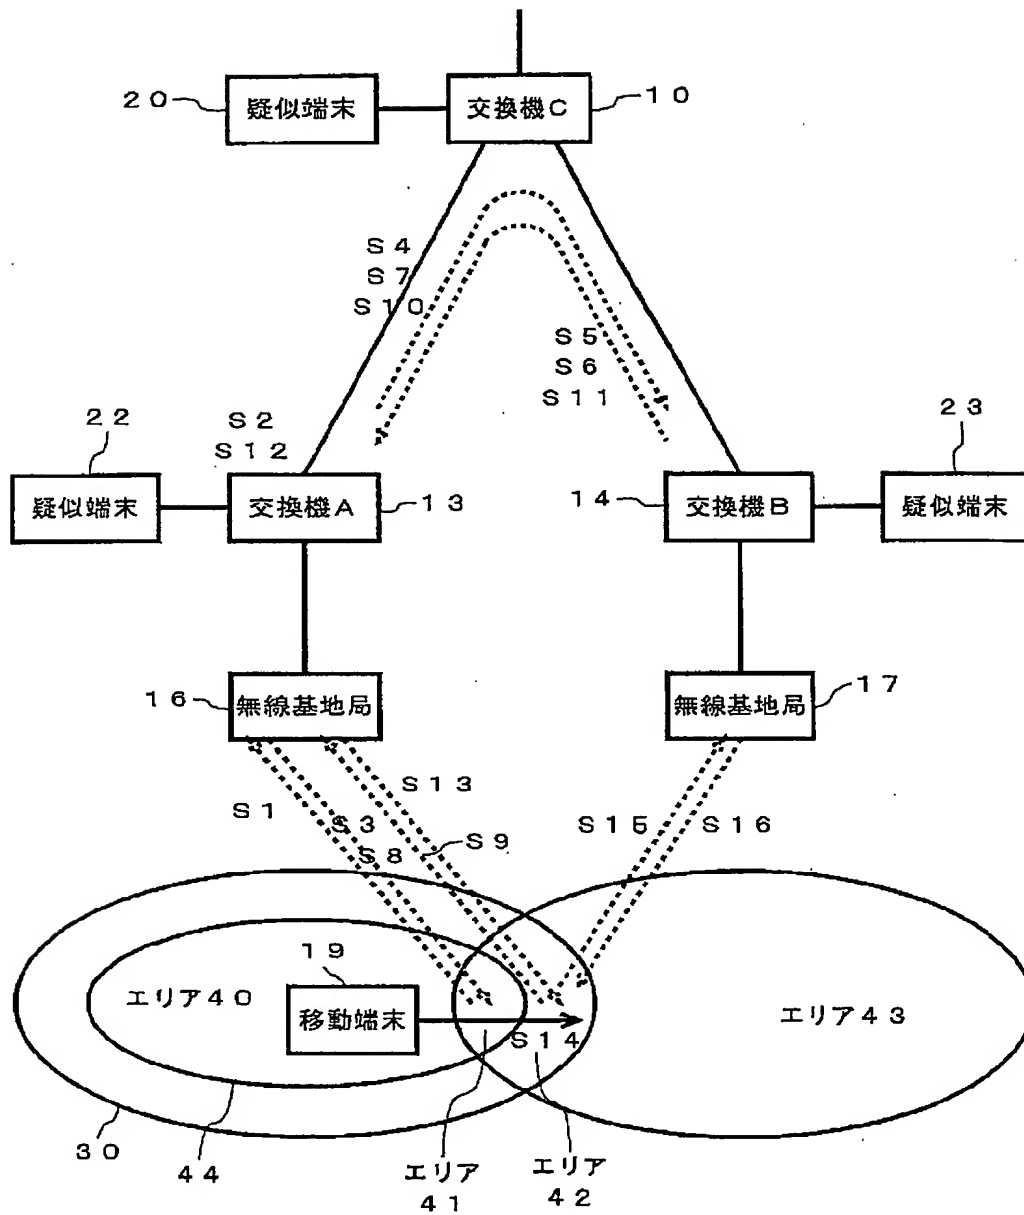 20
疑似端末
交換機C
10
S4
S7
S10
S5
S6
S11
22
S2
S12
23
疑似端末
交換機A
13
14
交換機B
疑似端末
16
無線基地局
無線基地局
17
S1
S3
S8
S13
S9
S15
S16
19
エリア40
移動端末
エリア43
S14
30
44
エリア
41
エリア
42